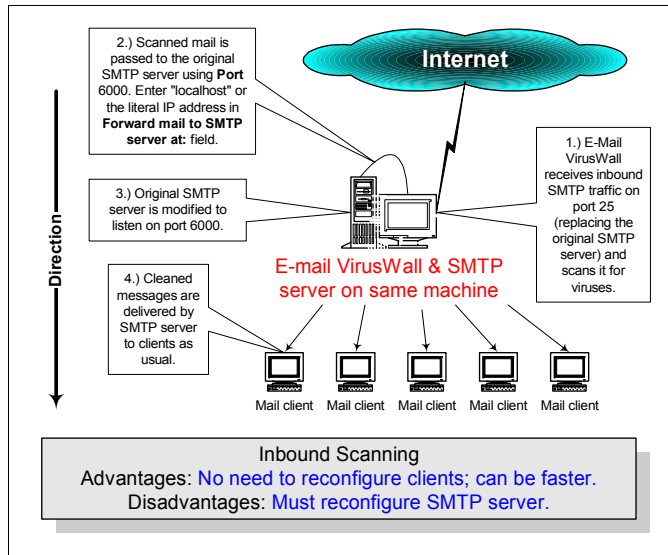 Internet
2.) Scanned mail is
passed to the original
SMTP server using Port
6000. Enter "localhost" or
the literal IP address in
Forward mail to SMTP
server at: field.
1.) E-Mail
VirusWall
receives inbound
SMTP traffic on
port 25
(replacing the
original SMTP
server) and
scans it for
viruses.
3.) Original SMTP
server is modified to
listen on port 6000.
Direction
E-mail VirusWall & SMTP
server on same machine
4.) Cleaned
messages are
delivered by
SMTP server
to clients as
usual.
Mail client
Mail client
Mail client
Mail client
Mail client
Inbound Scanning
Advantages: No need to reconfigure clients; can be faster.
Disadvantages: Must reconfigure SMTP server.